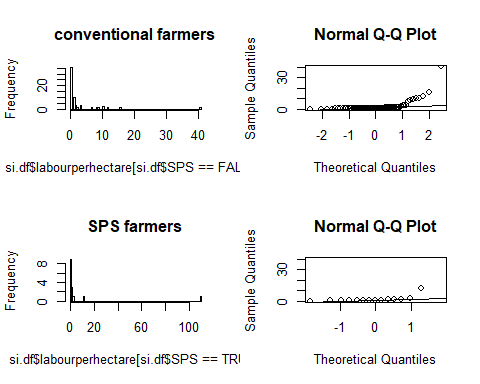 conventional farmers
Frequency
0 20
0 10 20 30 40
si.df$labourperhectare[si.df$SPS == FAL
Normal Q-Q Plot
Sample Quantiles
0 20
-2 -1 0 1 2
Theoretical Quantiles
SPS farmers
Frequency
0 4 8
0 20 60 100
si.df$labourperhectare[si.df$SPS == TRU
Normal Q-Q Plot
Sample Quantiles
0 20
-1 0 1
Theoretical Quantiles